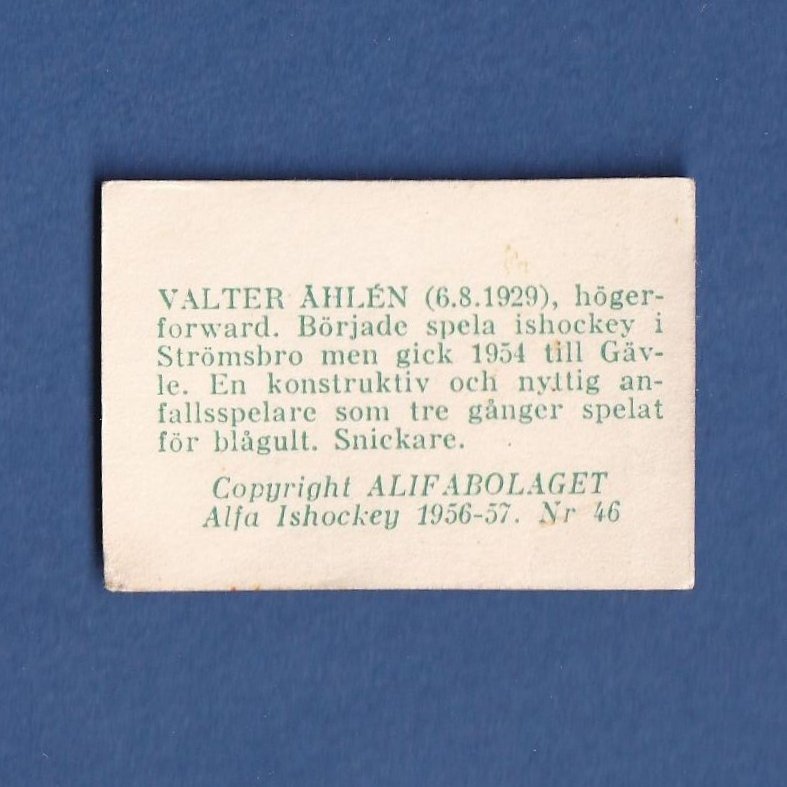 VALTER ÅHLÉN (6.8.1929), höger-
forward. Började spela ishockey i
Strömsbro men gick 1954 till Gäv-
le. En konstruktiv och nyttig an-
fallsspelare som tre gånger spelat
för blågult. Snickare.
Copyright ALIFABOLAGET
Alfa Ishockey 1956-57. Nr 46